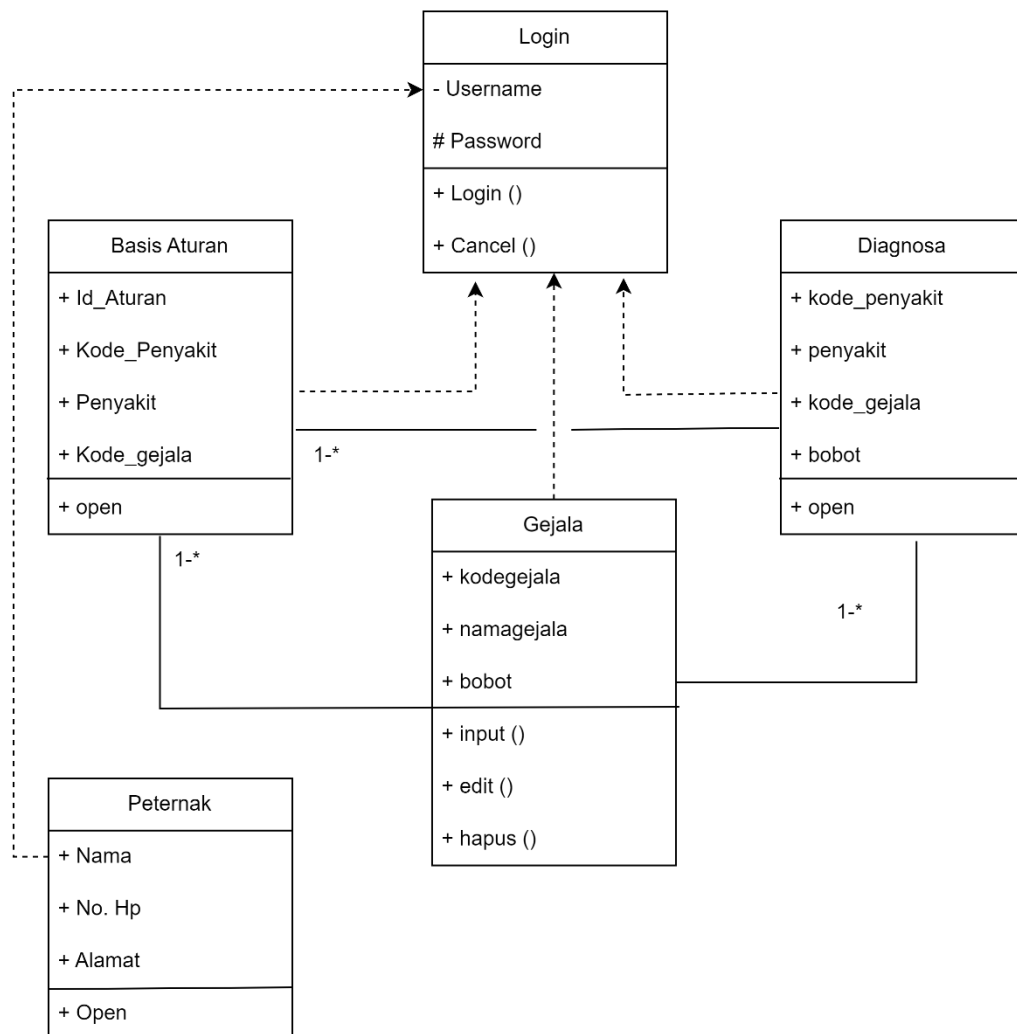 Login
- Username
# Password
+ Login ()
+ Cancel ()
Basis Aturan
+ Id_Aturan
+ Kode_Penyakit
+ Penyakit
+ Kode_gejala
+ open
Diagnosa
+ kode_penyakit
+ penyakit
+ kode_gejala
+ bobot
+ open
1-*
1-*
1-*
Gejala
+ kodegejala
+ namagejala
+ bobot
+ input ()
+ edit ()
+ hapus ()
Peternak
+ Nama
+ No. Hp
+ Alamat
+ Open